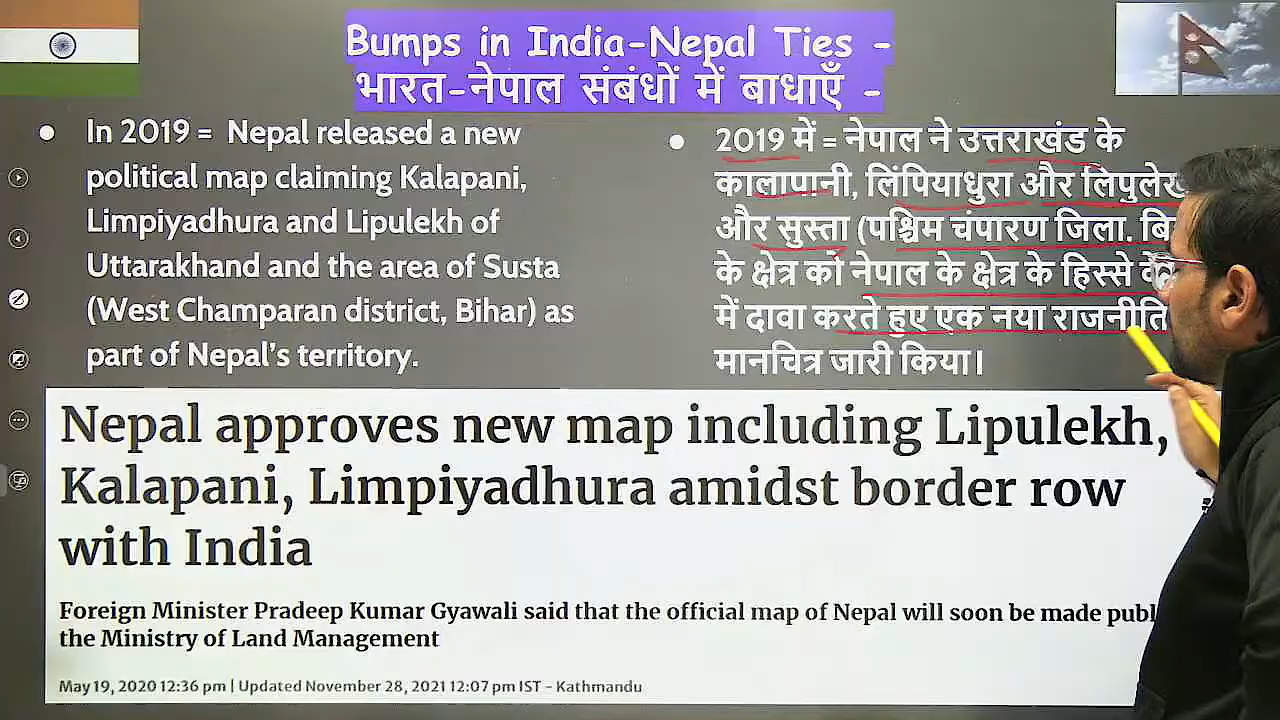 Bumps in India-Nepal Ties -
भारत-नेपाल संबंधों में बाधाएँ -
In 2019 = Nepal released a new
political map claiming Kalapani,
Limpiyadhura and Lipulekh of
Uttarakhand and the area of Susta
(West Champaran district, Bihar) as
part of Nepal's territory.
2019 में = नेपाल ने उत्तराखंड के
कालापानी, लिंपियाधुरा और लिपुलेख
और सुस्ता (पश्चिम चंपारण जिला.
के क्षेत्र को नेपाल के क्षेत्र के हिस्से
में दावा करते हुए एक नया
मानचित्र जारी किया।
Nepal approves new map including Lipulekh,
Kalapani, Limpiyadhura amidst border row
with India
Foreign Minister Pradeep Kumar Gyawali said that the official map of Nepal will soon be made
the Ministry of Land Management
May 19, 2020 12:36 pm | Updated November 28, 2021 12:07 pm IST - Kathmandu